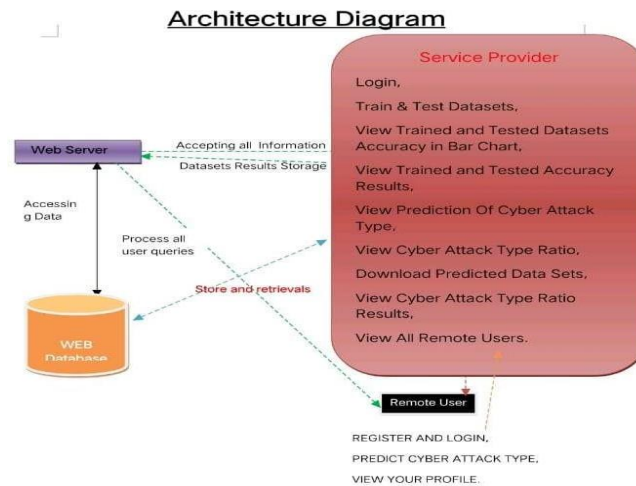 Architecture Diagram
Service Provider
Login,
Train & Test Datasets,
View Trained and Tested Datasets
Accuracy in Bar Chart,
View Trained and Tested Accuracy
Results,
View Prediction Of Cyber Attack
Type,
View Cyber Attack Type Ratio,
Download Predicted Data Sets,
View Cyber Attack Type Ratio
Results,
View All Remote Users.
Web Server
Accepting all Information
Datasets Results Storage
Accessin
g Data
Process all
user queries
Store and retrievals
WEB
Database
Remote User
REGISTER AND LOGIN,
PREDICT CYBER ATTACK TYPE,
VIEW YOUR PROFILE.